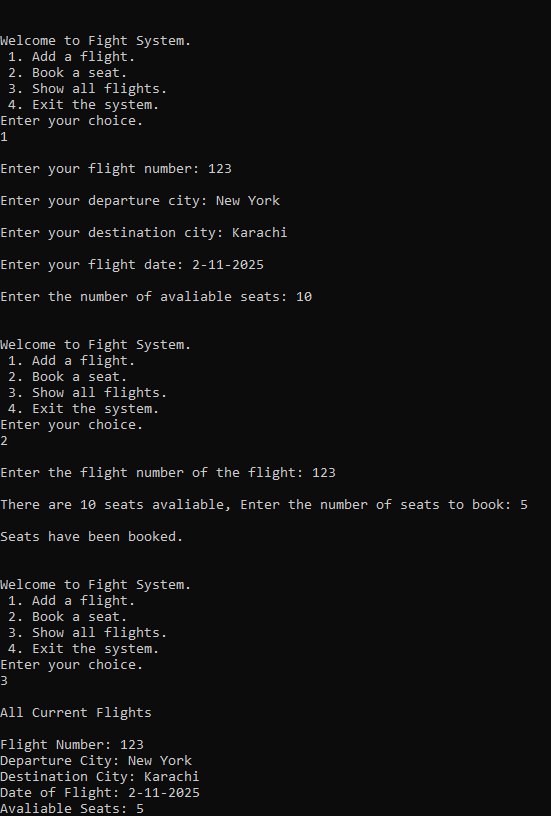 Welcome to Fight System.
1. Add a flight.
2. Book a seat.
3. Show all flights.
4. Exit the system.
Enter your choice.
1
Enter your flight number: 123
Enter your departure city: New York
Enter your destination city: Karachi
Enter your flight date: 2-11-2025
Enter the number of avaliable seats: 10
Welcome to Fight System.
1. Add a flight.
2. Book a seat.
3. Show all flights.
4. Exit the system.
Enter your choice.
2
Enter the flight number of the flight: 123
There are 10 seats avaliable, Enter the number of seats to book: 5
Seats have been booked.
Welcome to Fight System.
1. Add a flight.
2. Book a seat.
3. Show all flights.
4. Exit the system.
Enter your choice.
3
All Current Flights
Flight Number: 123
Departure City: New York
Destination City: Karachi
Date of Flight: 2-11-2025
Avaliable Seats: 5